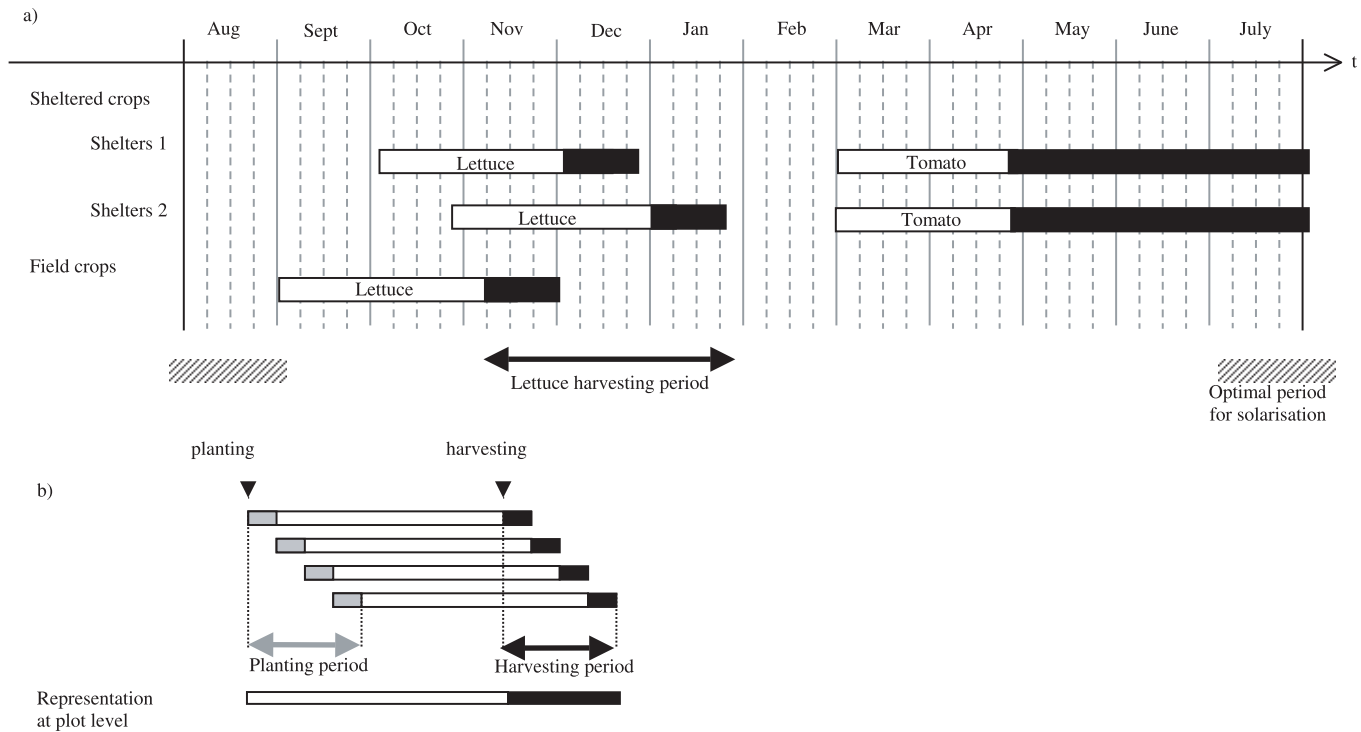 a)
Aug Sept Oct Nov Dec Jan Feb Mar Apr May June July
t
Sheltered crops
Shelters 1
Lettuce
Tomato
Shelters 2
Lettuce
Tomato
Field crops
Lettuce
Lettuce harvesting period
Optimal period
for solarisation
planting
harvesting
b)
Planting period
Harvesting period
Representation
at plot level